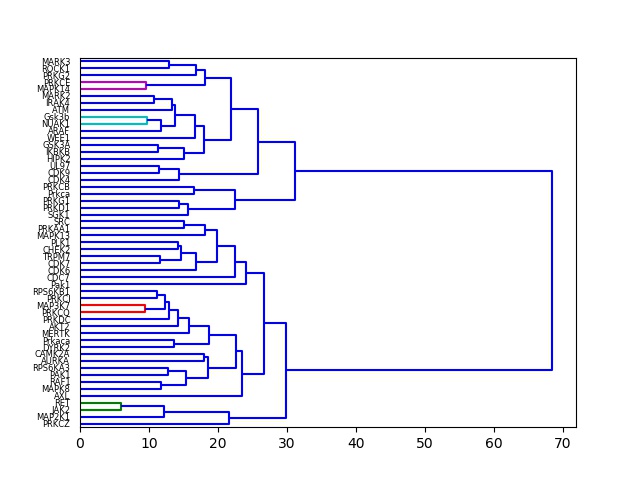 MARK3
ROCK1
PRKG2
PRKCE
MAPK14
MARK2
IRAK4
ATM
Gsk3b
NUAK1
ARAF
WEE1
GSK3A
IKBKB
HIPK2
UL97
CDK9
CDK4
PRKCB
Prkca
PRKG1
PRKD1
SGK1
SRC
PRKAA1
MAPK13
PLK1
CHEK2
TRPM7
CDK7
CDK6
CDC7
Pak1
RPS6KB1
PRKCI
MAP3K7
PRKCQ
PRKDC
AKT2
MERTK
Prkaca
DYRK2
CAMK2A
AURKA
RPS6KA3
PAK1
RAF1
MAPK8
AXL
RET
JAK2
MAP2K1
PRKCZ
0 10 20 30 40 50 60 70